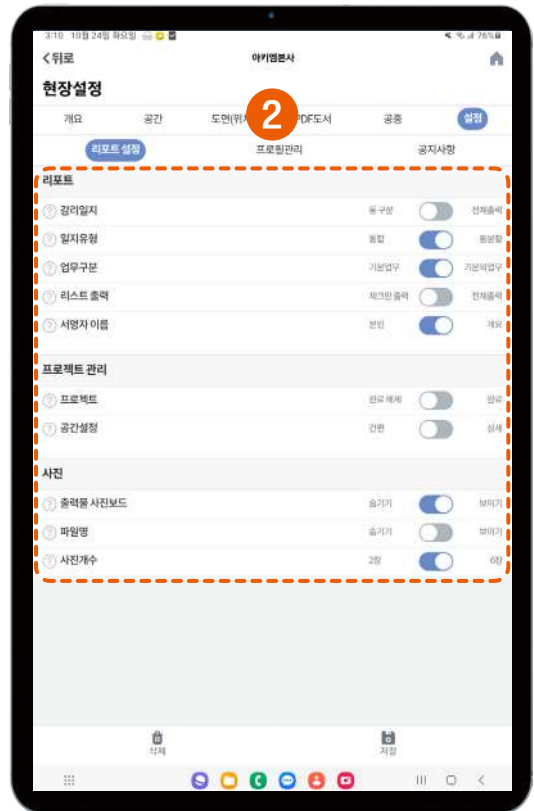 3:10 10월 24일 화요일 76%
뒤로 아키엠본사
현장설정
2
개요 공간 도면(위치 PDF도서 공종 설정
리포트 설정 프로필관리 공지사항
리포트
? 감리일지 동구분 전체출력
? 일지유형 통합 동분할
? 업무구분 기본업무 기본외업무
? 리스트 출력 체크만 출력 전체출력
? 서명자 이름 본인 개요
프로젝트 관리
? 프로젝트 완료해제 완료
? 공간설정 간편 상세
사진
? 출력물 사진보드 숨기기 보이기
? 파일명 숨기기 보이기
? 사진개수 2장 6장
삭제 저장